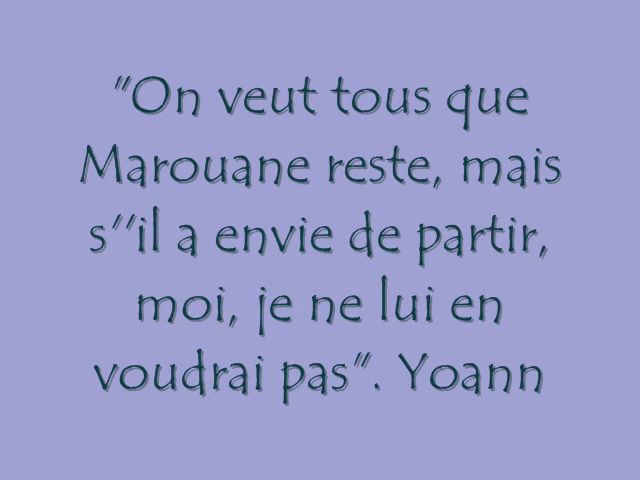 "On veut tous que
Marouane reste, mais
s''il a envie de partir,
moi, je ne lui en
voudrai pas". Yoann